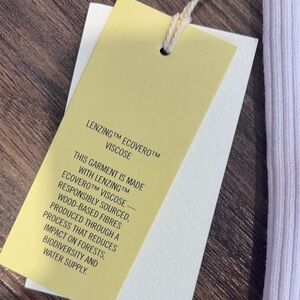 LENZING™ ECOVERO™
VISCOSE
THIS GARMENT IS MADE
WITH LENZING™
ECOVERO™ VISCOSE —
RESPONSIBLY SOURCED,
WOOD-BASED FIBRES
PRODUCED THROUGH A
PROCESS THAT REDUCES
IMPACT ON FORESTS,
BIODIVERSITY AND
WATER SUPPLY.